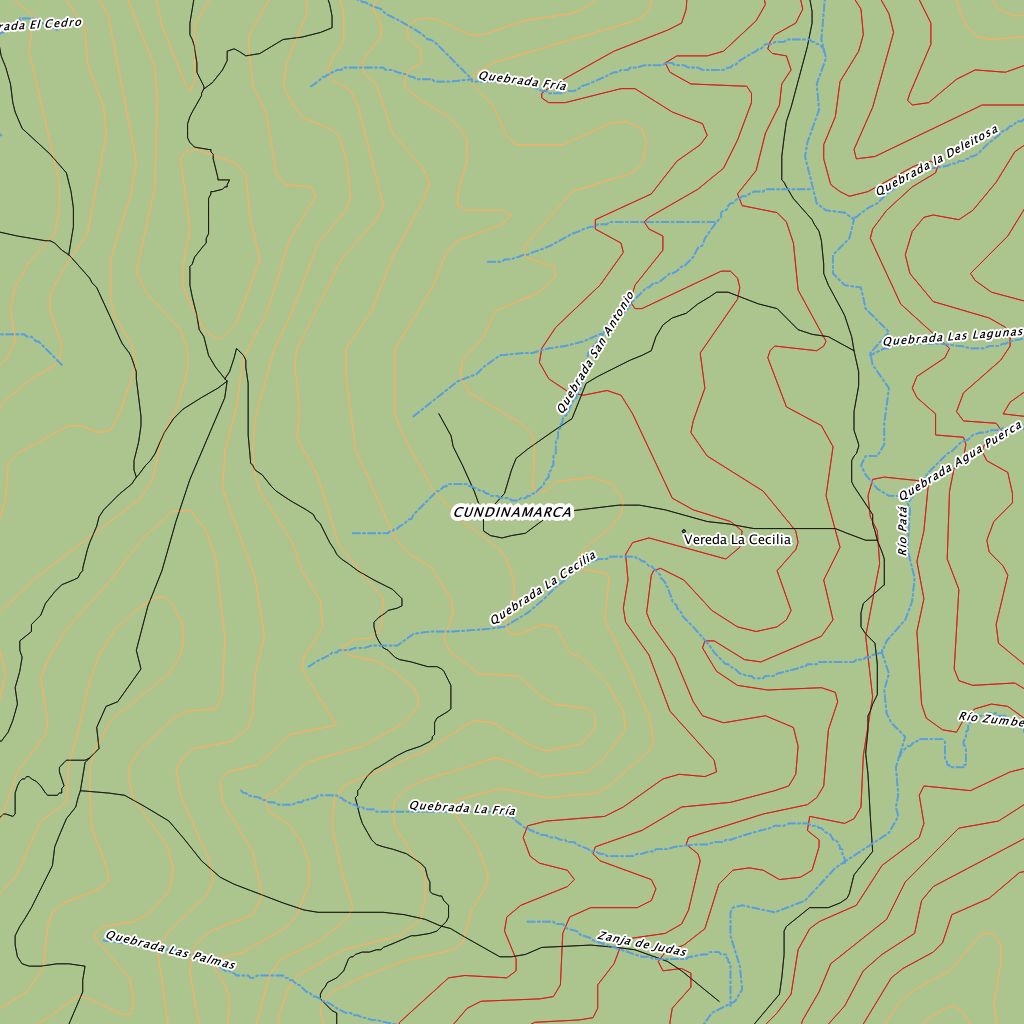 rada El Cedro
Quebrada Fría
Quebrada la Deleitosa
Quebrada San Antonio
Quebrada Las Lagunas
Quebrada Agua Puerca
CUNDINAMARCA
Río Patá
Vereda La Cecilia
Quebrada La Cecilia
Río Zumbe
Quebrada La Fría
Quebrada Las Palmas
Zanja de Judas